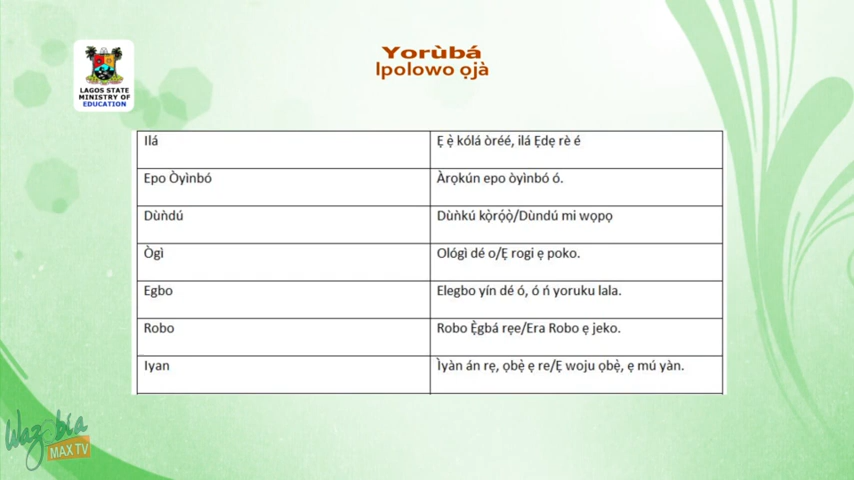 Yorùbá
Ipolowo ọjà
LAGOS STATE
MINISTRY OF
EDUCATION
Ilá Ẹ ẹ̀ kólá òréé, ilá Ẹdẹ rè é
Epo Òyìnbó Àrọkún epo òyìnbó ó.
Dùǹdú Dùǹkú kọ̀rọ́ọ̀/Dùndú mi wọpọ
Ògì Ológì dé o/Ẹ rogi ẹ poko.
Egbo Elegbo yín dé ó, ó ń yoruku lala.
Robo Robo Ẹ̀gbá rẹe/Era Robo ẹ jeko.
Iyan Ìyàn án rẹ, ọbẹ̀ ẹ re/Ẹ woju ọbẹ̀, ẹ mú yàn.
Wazobia
MAX TV